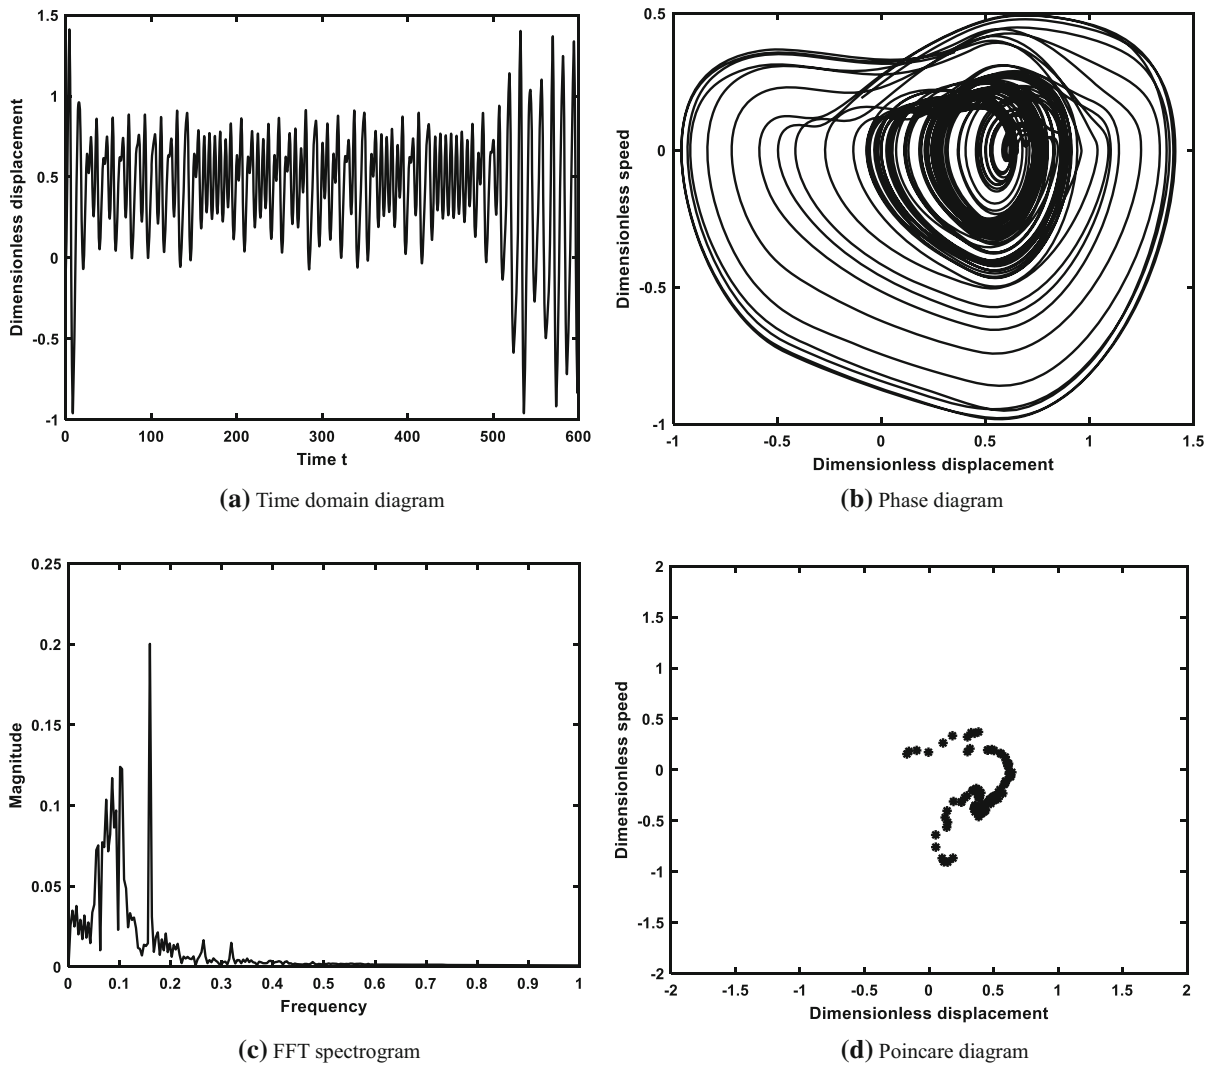 1.5
1
0.5
0
-0.5
-1
0 100 200 300 400 500 600
Dimensionless displacement
Time t
(a) Time domain diagram
0.5
0
-0.5
-1
-1 -0.5 0 0.5 1 1.5
Dimensionless speed
Dimensionless displacement
(b) Phase diagram
0.25
0.2
0.15
0.1
0.05
0
0 0.1 0.2 0.3 0.4 0.5 0.6 0.7 0.8 0.9 1
Magnitude
Frequency
(c) FFT spectrogram
2
1.5
1
0.5
0
-0.5
-1
-1.5
-2
-2 -1.5 -1 -0.5 0 0.5 1 1.5 2
Dimensionless speed
Dimensionless displacement
(d) Poincare diagram